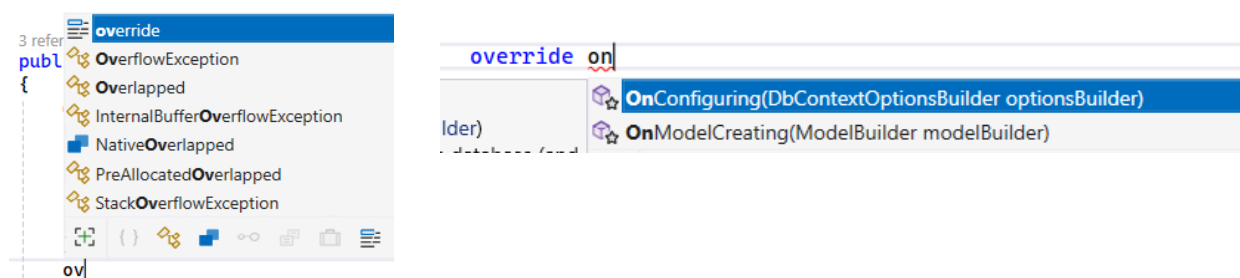 override
3 refer
publ
OverflowException
{
Overlapped
InternalBufferOverflowException
NativeOverlapped
PreAllocatedOverlapped
StackOverflowException
{ }
ov
override on
OnConfiguring(DbContextOptionsBuilder optionsBuilder)
lder)
OnModelCreating(ModelBuilder modelBuilder)